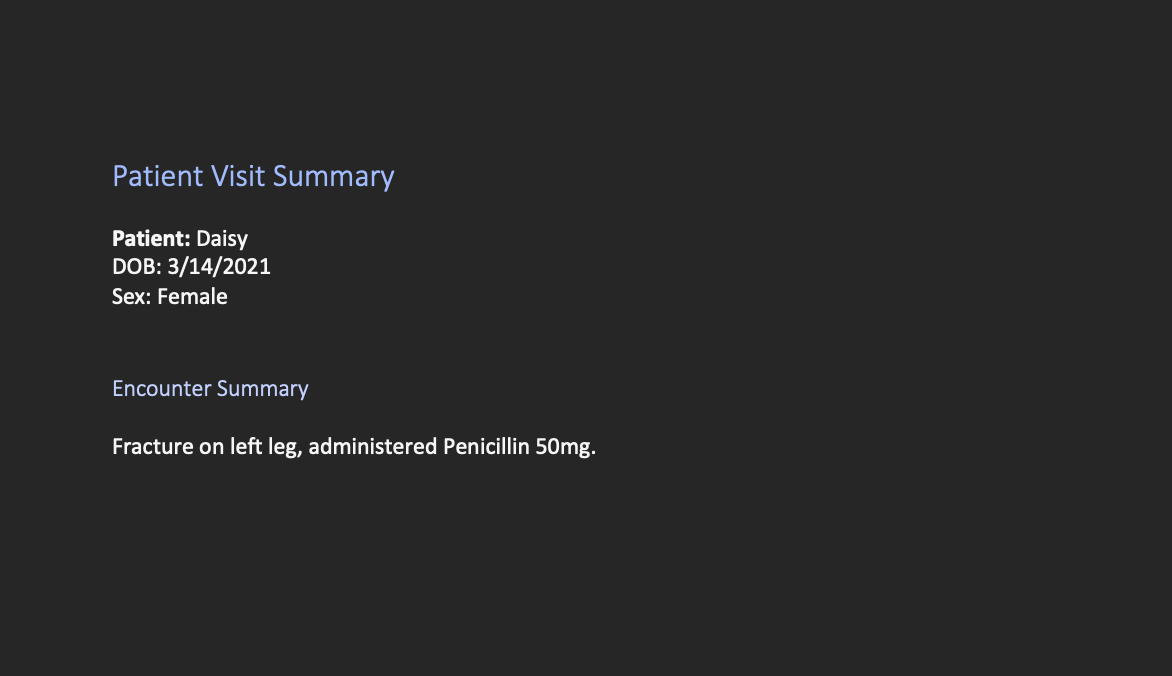 Patient Visit Summary
Patient: Daisy
DOB: 3/14/2021
Sex: Female
Encounter Summary
Fracture on left leg, administered Penicillin 50mg.